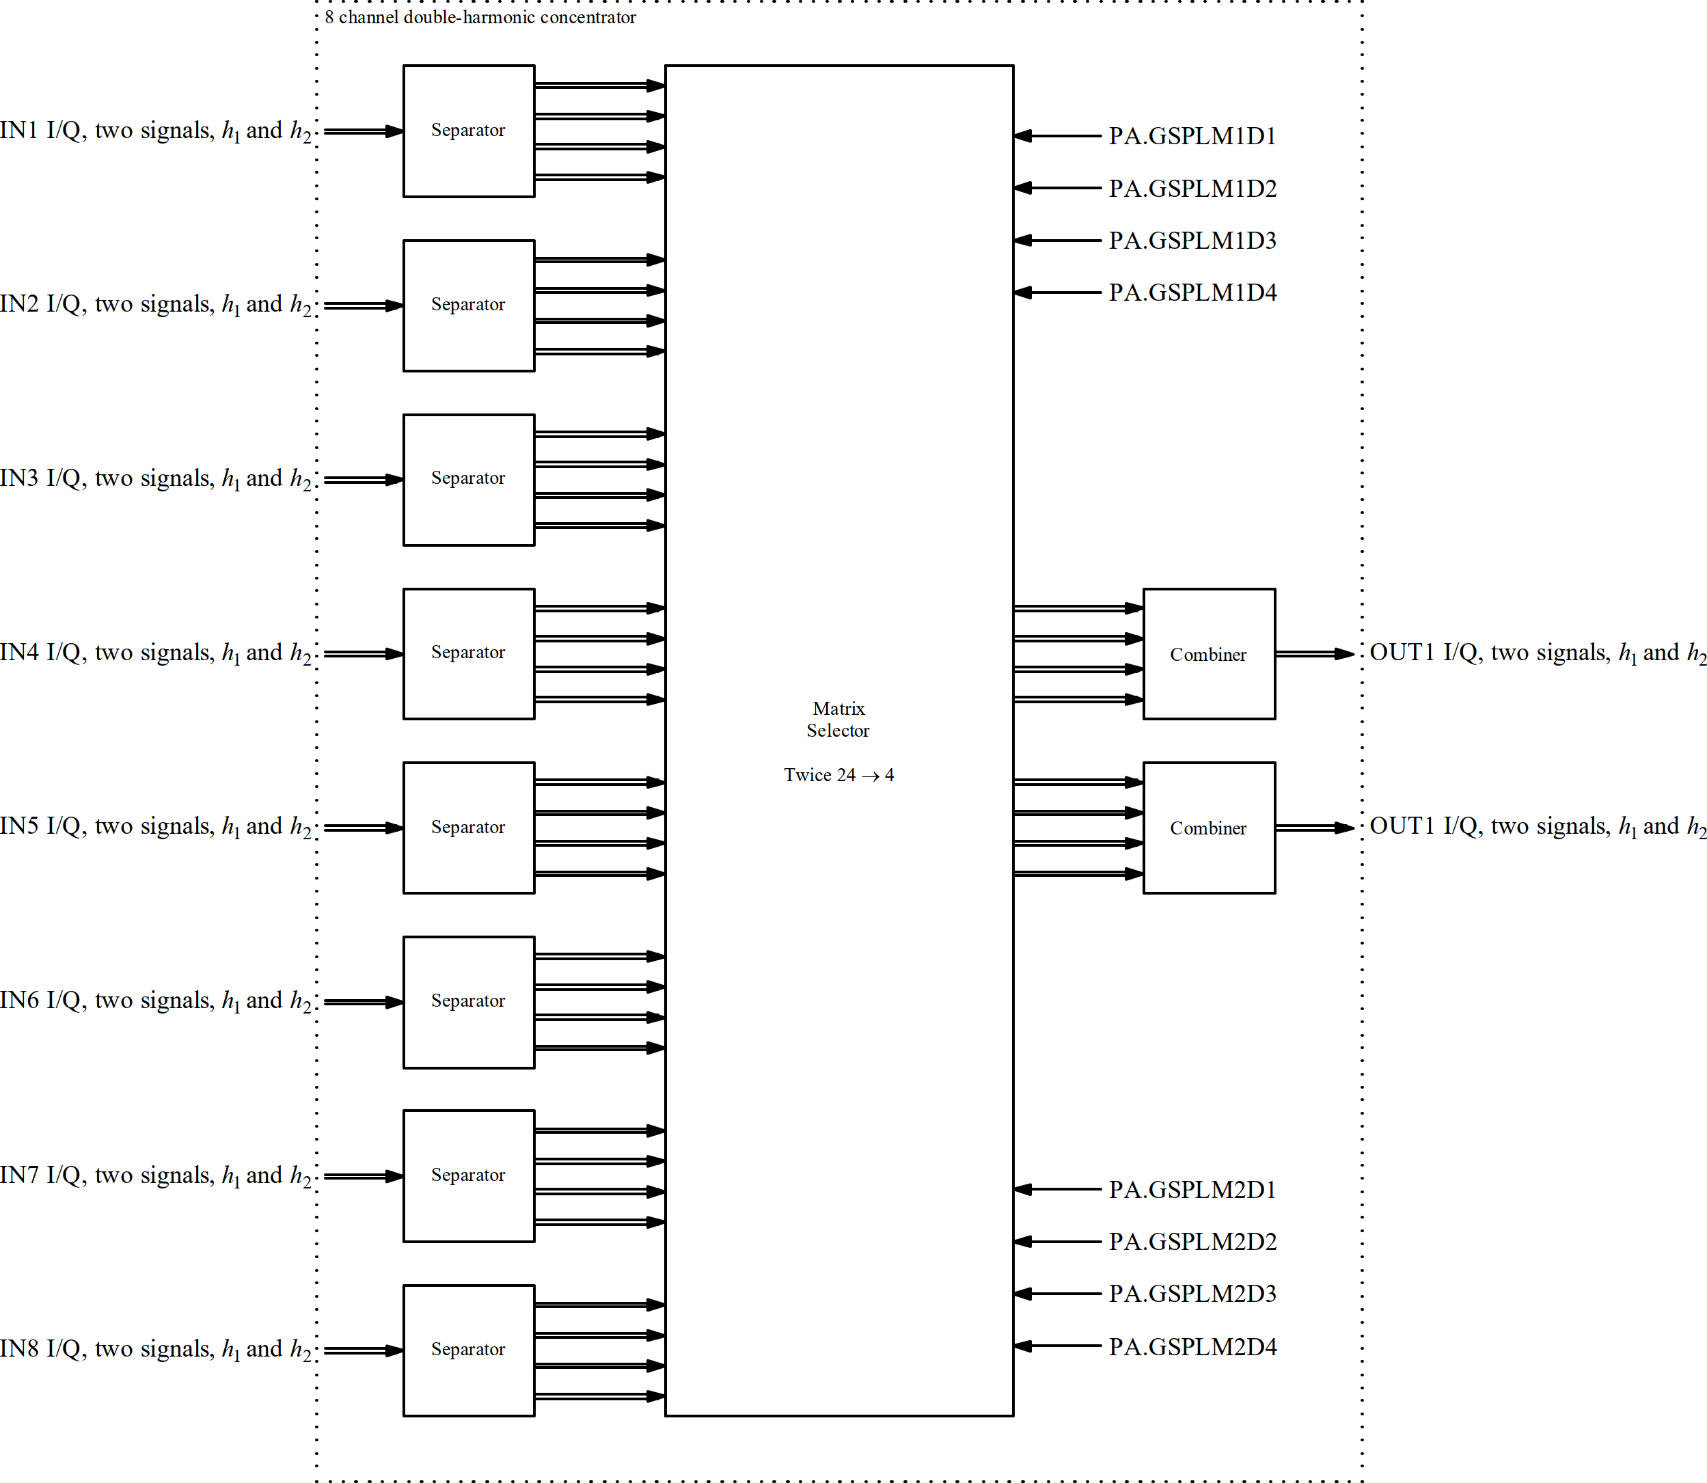 8 channel double-harmonic concentrator
IN1 I/Q, two signals, h₁ and h₂
Separator
PA.GSPLM1D1
PA.GSPLM1D2
PA.GSPLM1D3
PA.GSPLM1D4
IN2 I/Q, two signals, h₁ and h₂
Separator
IN3 I/Q, two signals, h₁ and h₂
Separator
IN4 I/Q, two signals, h₁ and h₂
Separator
Combiner
OUT1 I/Q, two signals, h₁ and h₂
Matrix
Selector
Twice 24 → 4
IN5 I/Q, two signals, h₁ and h₂
Separator
Combiner
OUT1 I/Q, two signals, h₁ and h₂
IN6 I/Q, two signals, h₁ and h₂
Separator
IN7 I/Q, two signals, h₁ and h₂
Separator
PA.GSPLM2D1
PA.GSPLM2D2
PA.GSPLM2D3
PA.GSPLM2D4
IN8 I/Q, two signals, h₁ and h₂
Separator